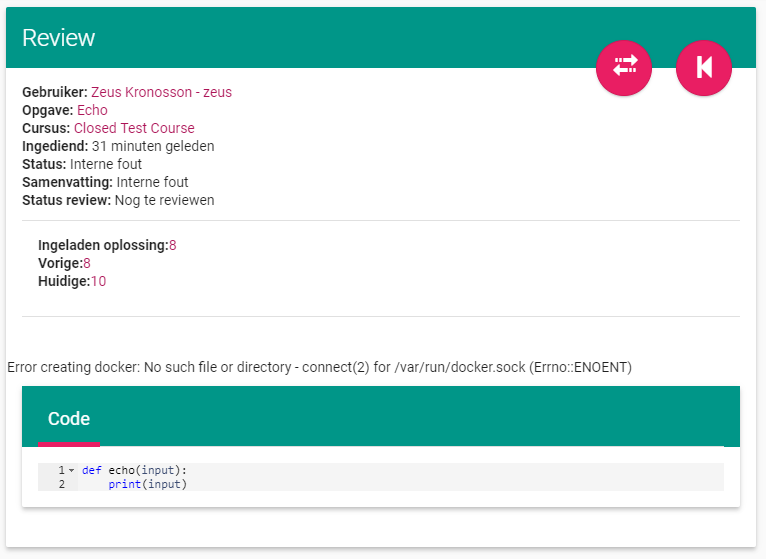 Review
Gebruiker: Zeus Kronosson - zeus
Opgave: Echo
Cursus: Closed Test Course
Ingediend: 31 minuten geleden
Status: Interne fout
Samenvatting: Interne fout
Status review: Nog te reviewen
Ingeladen oplossing:8
Vorige:8
Huidige:10
Error creating docker: No such file or directory - connect(2) for /var/run/docker.sock (Errno::ENOENT)
Code
1 def echo(input):
2     print(input)